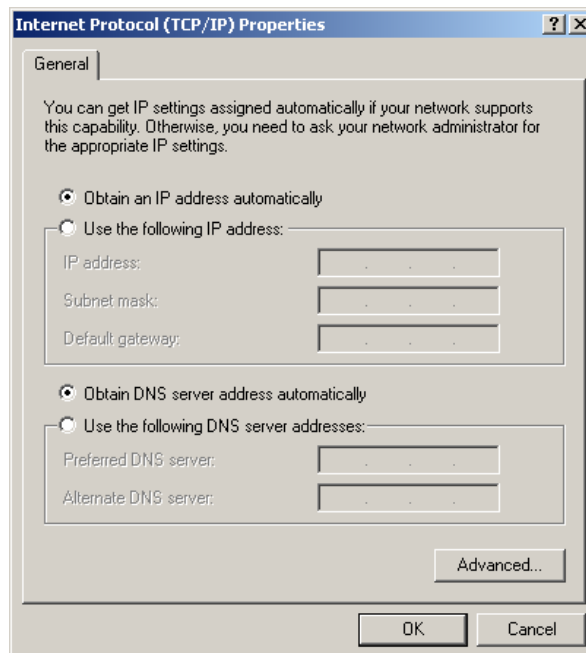 Internet Protocol (TCP/IP) Properties
General
You can get IP settings assigned automatically if your network supports
this capability. Otherwise, you need to ask your network administrator for
the appropriate IP settings.
Obtain an IP address automatically
Use the following IP address:
IP address:
Subnet mask:
Default gateway:
Obtain DNS server address automatically
Use the following DNS server addresses:
Preferred DNS server:
Alternate DNS server:
Advanced...
OK Cancel